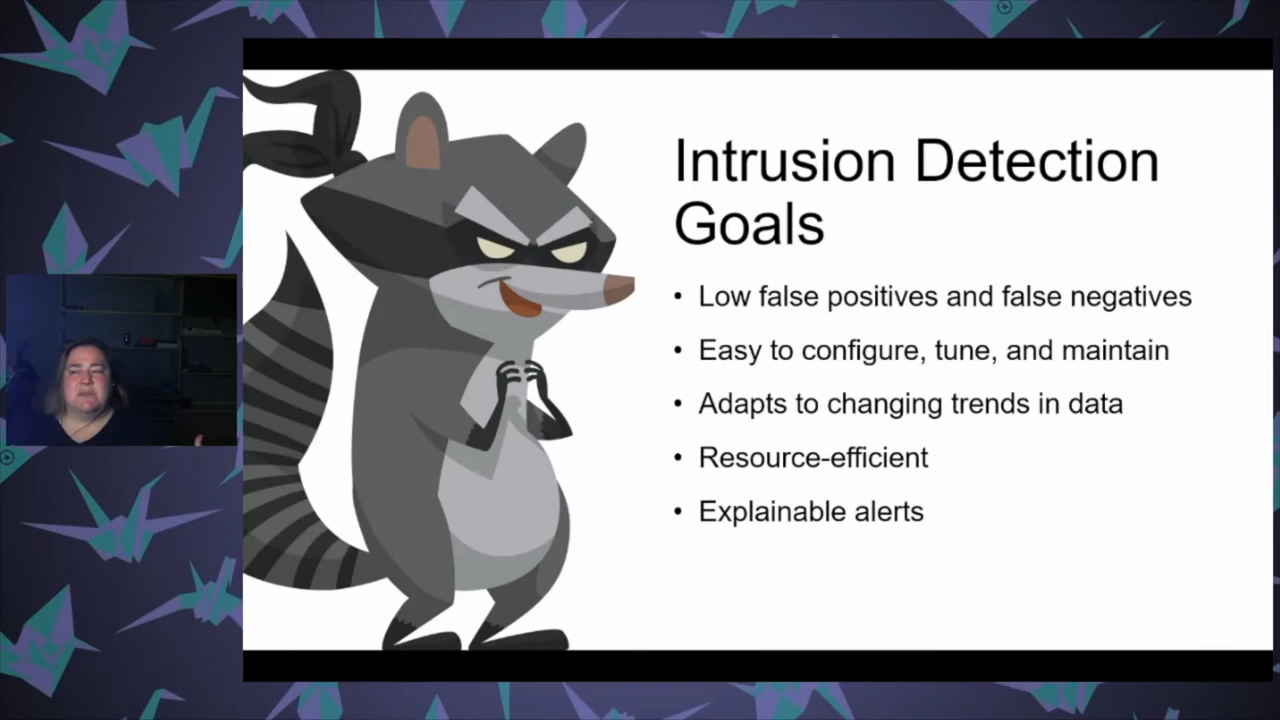 Intrusion Detection
Goals
• Low false positives and false negatives
• Easy to configure, tune, and maintain
• Adapts to changing trends in data
• Resource-efficient
• Explainable alerts